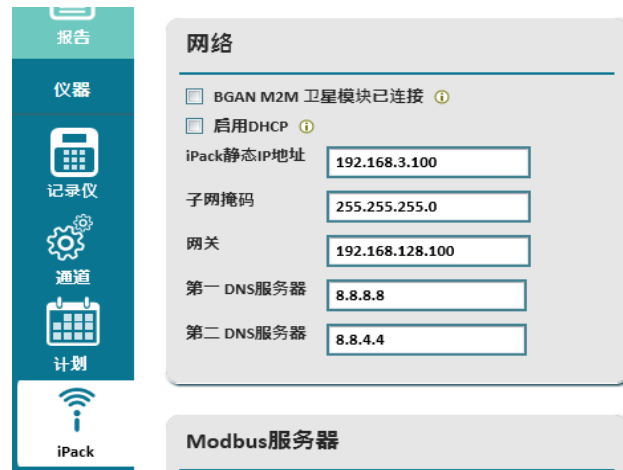 报告
仪器
记录仪
通道
计划
iPack
网络
BGAN M2M 卫星模块已连接
启用DHCP
iPack静态IP地址 192.168.3.100
子网掩码 255.255.255.0
网关 192.168.128.100
第一 DNS服务器 8.8.8.8
第二 DNS服务器 8.8.4.4
Modbus服务器